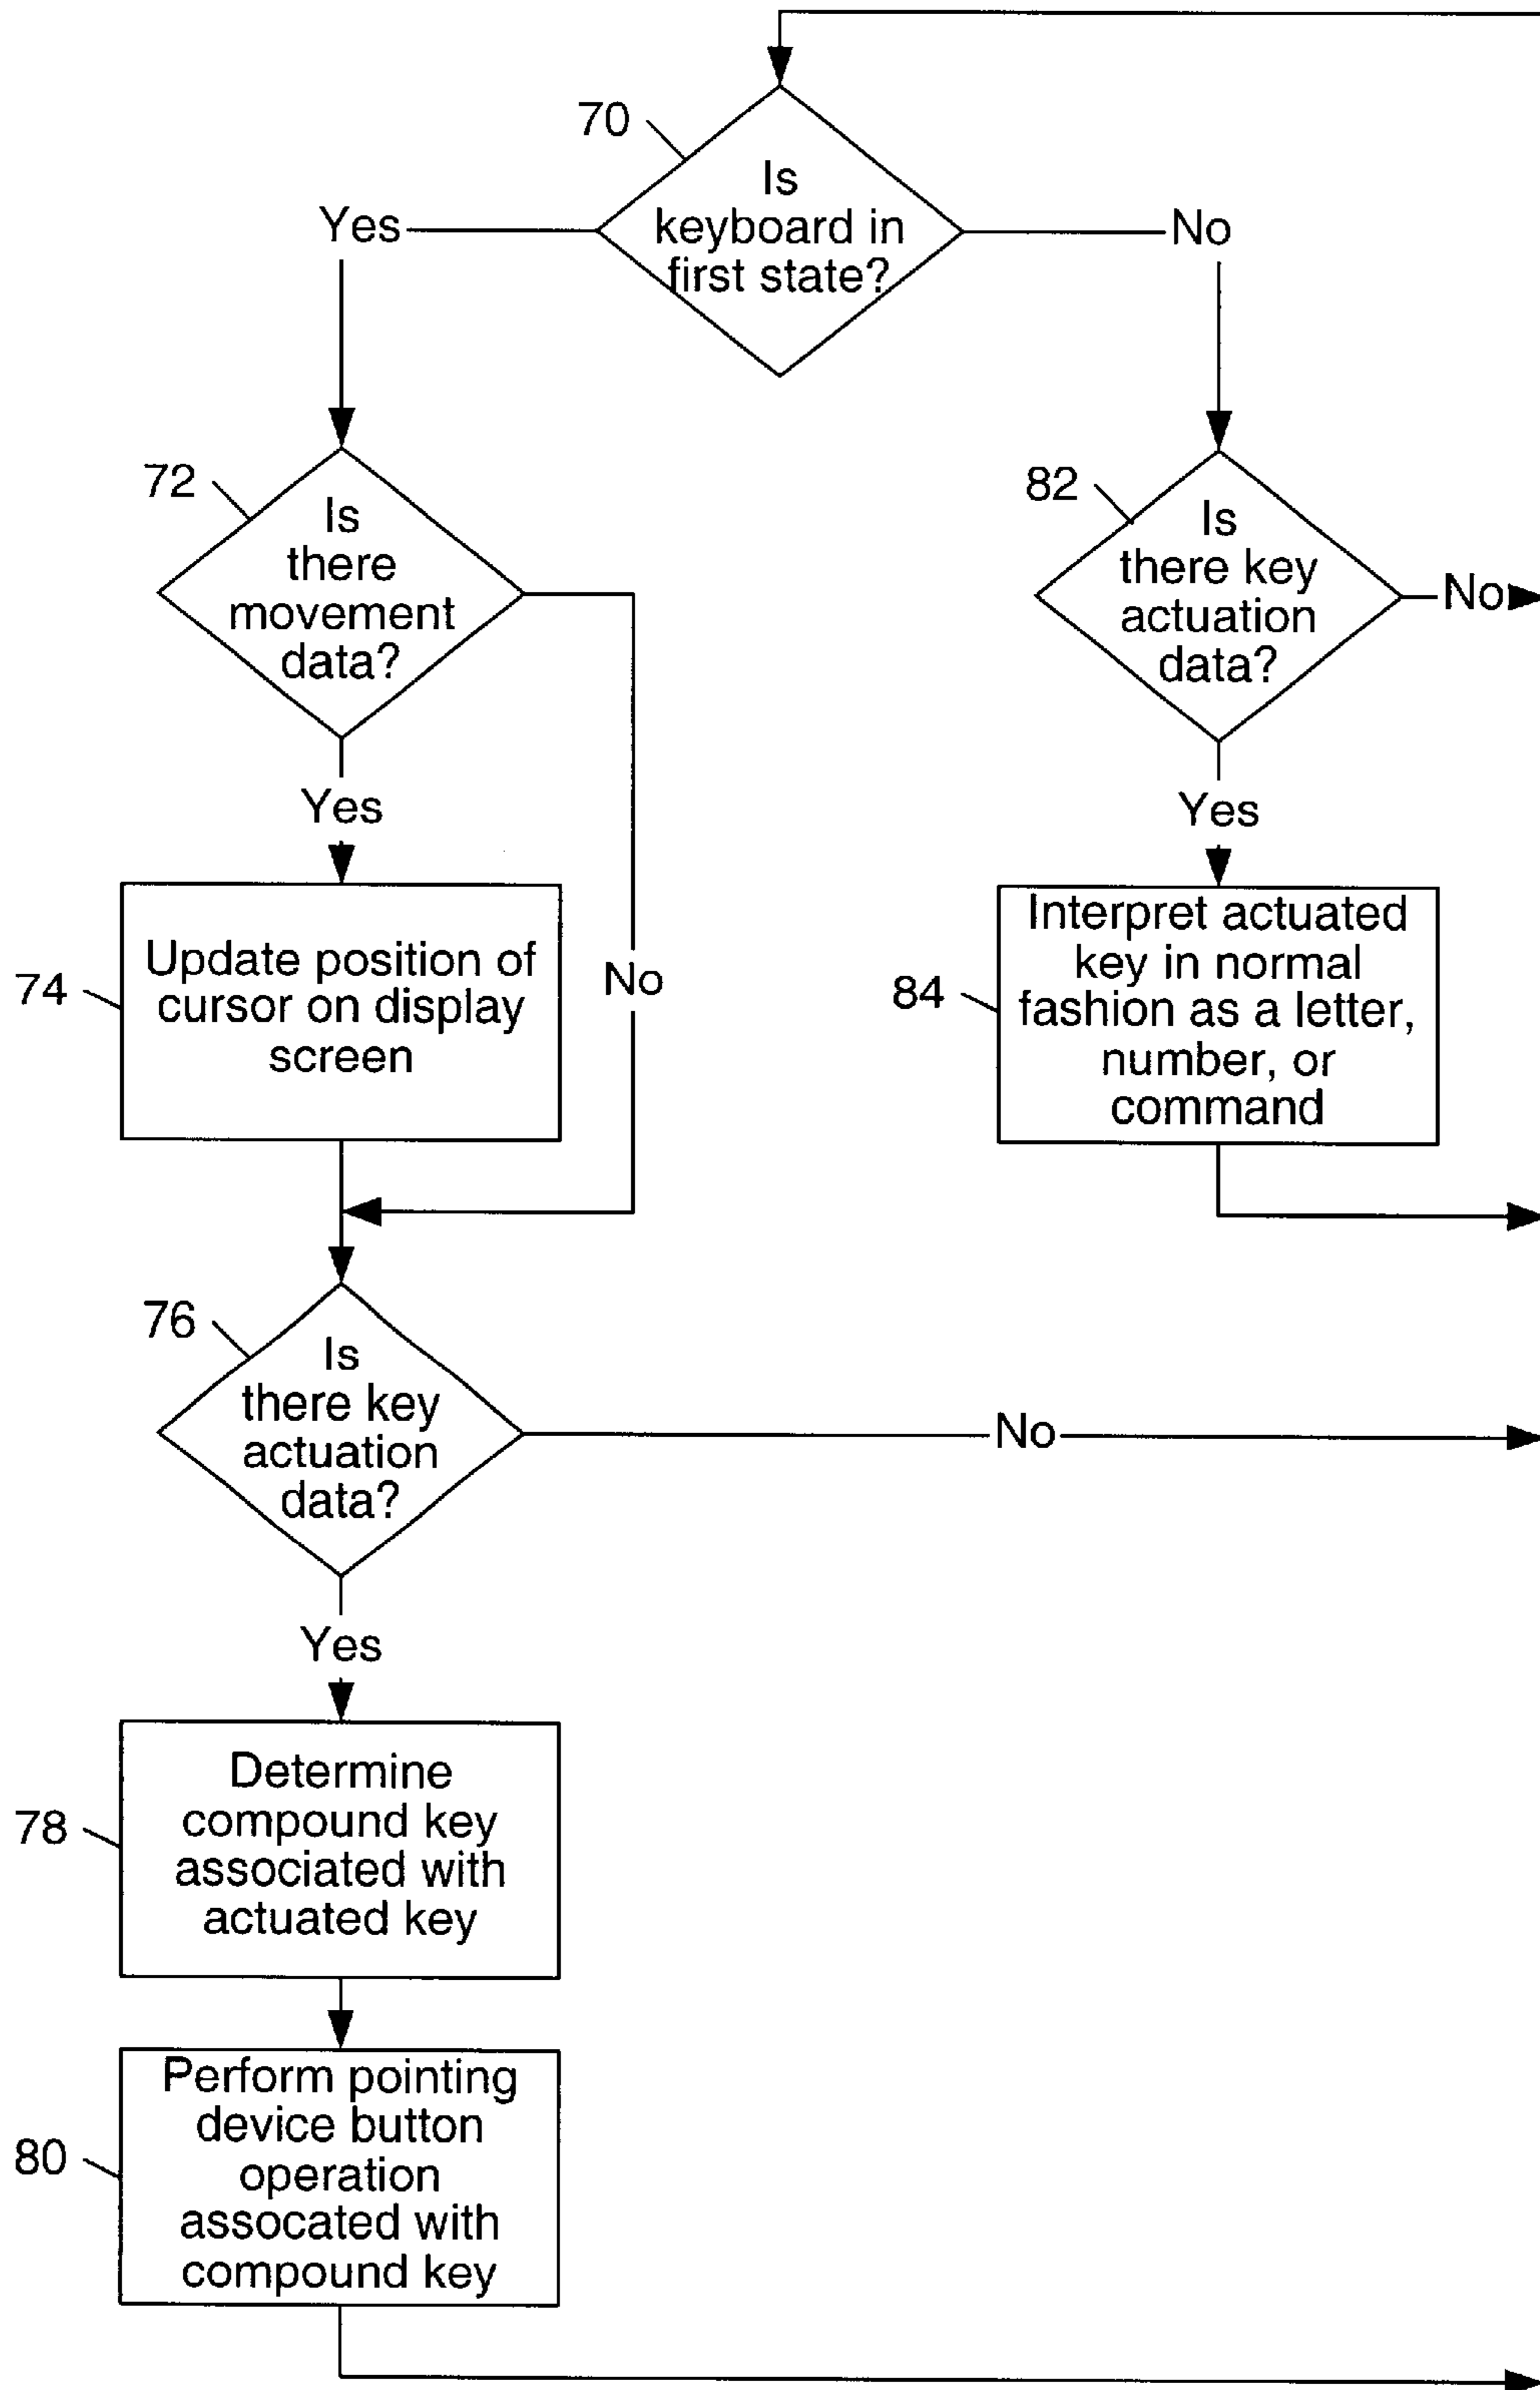 70
Is
keyboard in
first state?
Yes
No
72
Is
there
movement
data?
82
Is
there key
actuation
data?
No
Yes
Yes
74
Update position of
cursor on display
screen
No
84
Interpret actuated
key in normal
fashion as a letter,
number, or
command
76
Is
there key
actuation
data?
No
Yes
78
Determine
compound key
associated with
actuated key
80
Perform pointing
device button
operation
assocated with
compound key